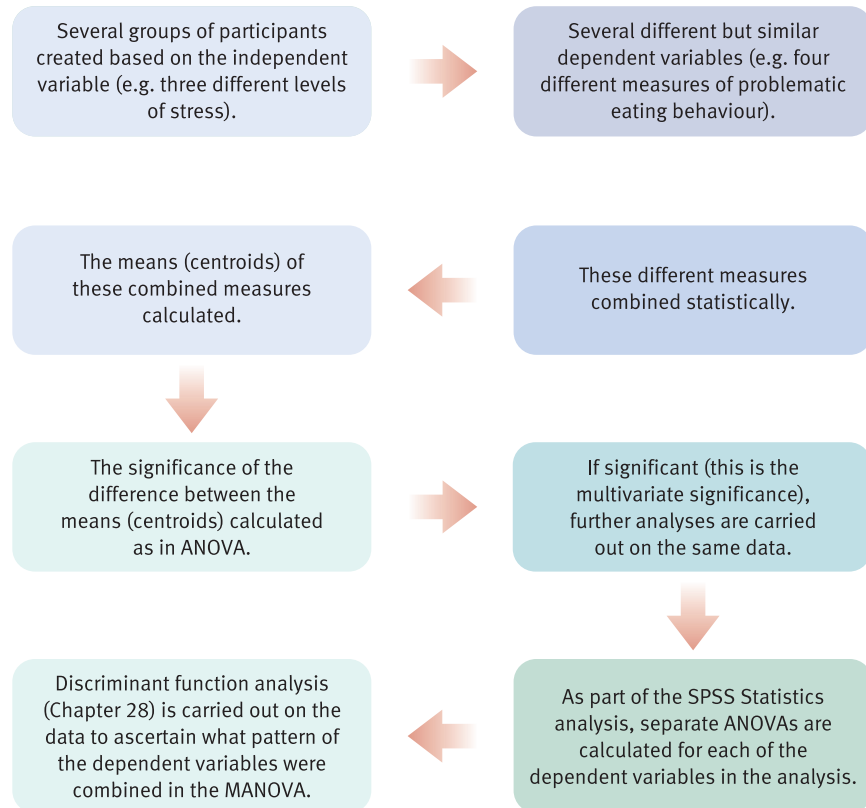 Several groups of participants
created based on the independent
variable (e.g. three different levels
of stress).
Several different but similar
dependent variables (e.g. four
different measures of problematic
eating behaviour).
These different measures
combined statistically.
The means (centroids) of
these combined measures
calculated.
The significance of the
difference between the
means (centroids) calculated
as in ANOVA.
If significant (this is the
multivariate significance),
further analyses are carried
out on the same data.
As part of the SPSS Statistics
analysis, separate ANOVAs are
calculated for each of the
dependent variables in the analysis.
Discriminant function analysis
(Chapter 28) is carried out on the
data to ascertain what pattern of
the dependent variables were
combined in the MANOVA.